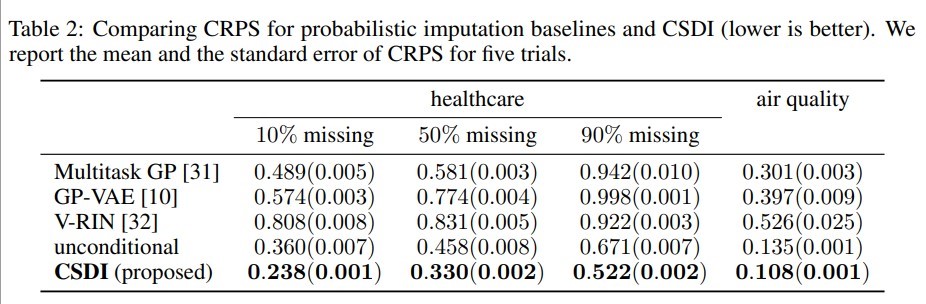 Table 2: Comparing CRPS for probabilistic imputation baselines and CSDI (lower is better). We
report the mean and the standard error of CRPS for five trials.
healthcare air quality
10% missing 50% missing 90% missing
Multitask GP [31] 0.489(0.005) 0.581(0.003) 0.942(0.010) 0.301(0.003)
GP-VAE [10] 0.574(0.003) 0.774(0.004) 0.998(0.001) 0.397(0.009)
V-RIN [32] 0.808(0.008) 0.831(0.005) 0.922(0.003) 0.526(0.025)
unconditional 0.360(0.007) 0.458(0.008) 0.671(0.007) 0.135(0.001)
CSDI (proposed) 0.238(0.001) 0.330(0.002) 0.522(0.002) 0.108(0.001)